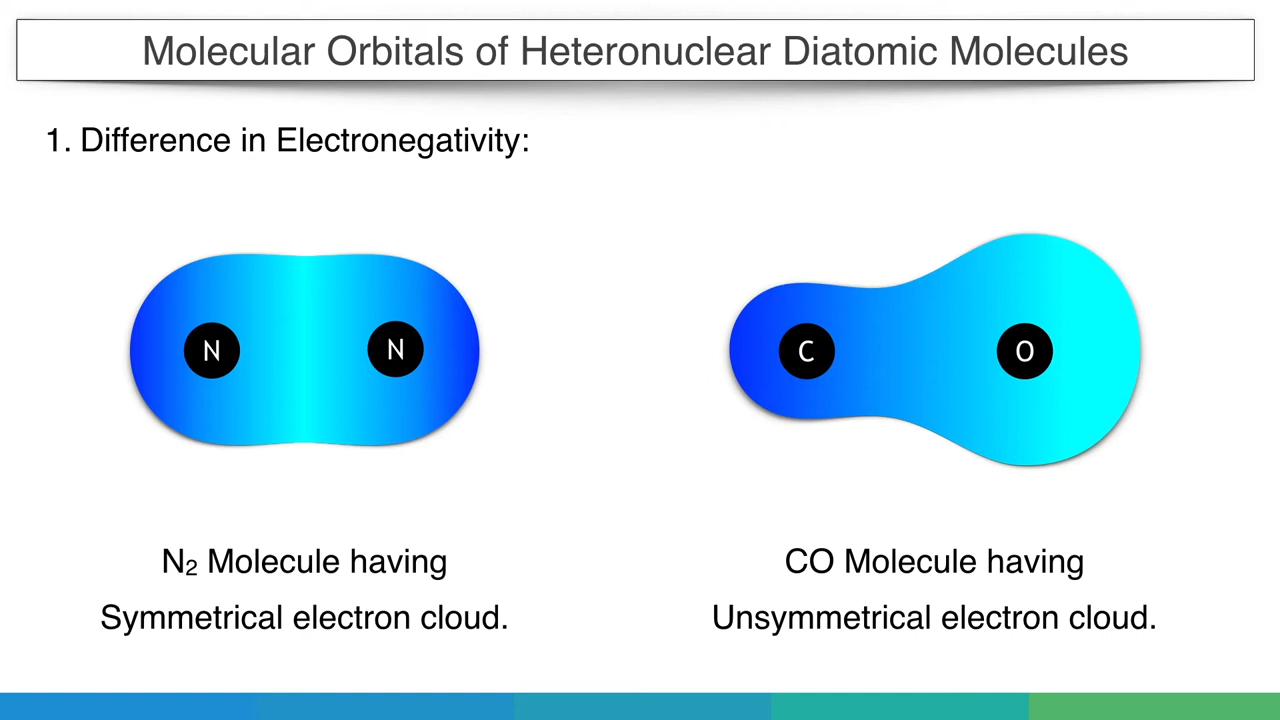 Molecular Orbitals of Heteronuclear Diatomic Molecules
1. Difference in Electronegativity:
N
N
C
O
N₂ Molecule having
Symmetrical electron cloud.
CO Molecule having
Unsymmetrical electron cloud.